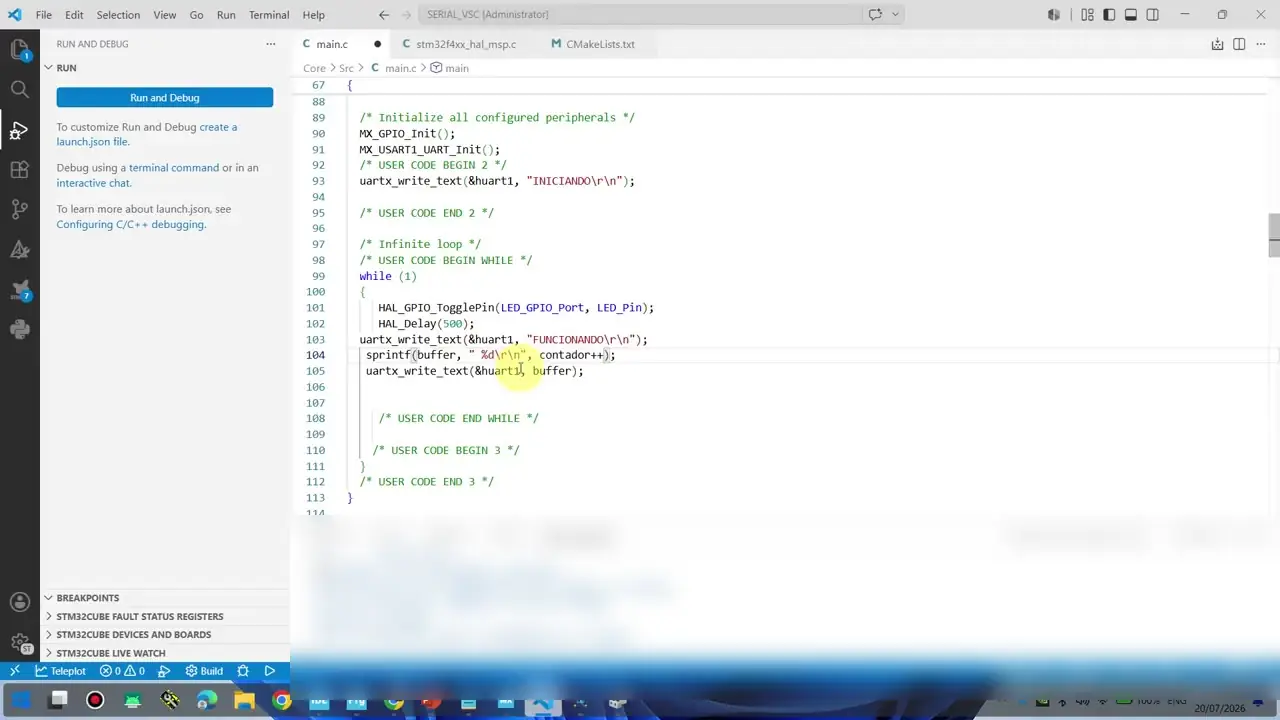 File Edit Selection View Go Run Terminal Help
SERIAL_VSC [Administrator]
RUN AND DEBUG
RUN
Run and Debug
To customize Run and Debug create a
launch.json file.
Debug using a terminal command or in an
interactive chat.
To learn more about launch.json, see
Configuring C/C++ debugging.
BREAKPOINTS
STM32CUBE FAULT STATUS REGISTERS
STM32CUBE DEVICES AND BOARDS
STM32CUBE LIVE WATCH
C main.c
C stm32f4xx_hal_msp.c
M CMakeLists.txt
Core > Src > C main.c > main
67 {
88
89 /* Initialize all configured peripherals */
90 MX_GPIO_Init();
91 MX_USART1_UART_Init();
92 /* USER CODE BEGIN 2 */
93 uartx_write_text(&huart1, "INICIANDO\r\n");
94
95 /* USER CODE END 2 */
96
97 /* Infinite loop */
98 /* USER CODE BEGIN WHILE */
99 while (1)
100 {
101 HAL_GPIO_TogglePin(LED_GPIO_Port, LED_Pin);
102 HAL_Delay(500);
103 uartx_write_text(&huart1, "FUNCIONANDO\r\n");
104 sprintf(buffer, " %d\r\n", contador++);
105 uartx_write_text(&huart1, buffer);
106
107
108 /* USER CODE END WHILE */
109
110 /* USER CODE BEGIN 3 */
111 }
112 /* USER CODE END 3 */
113 }
114
Teleplot 0 0 Build
100% ENG
20/07/2026